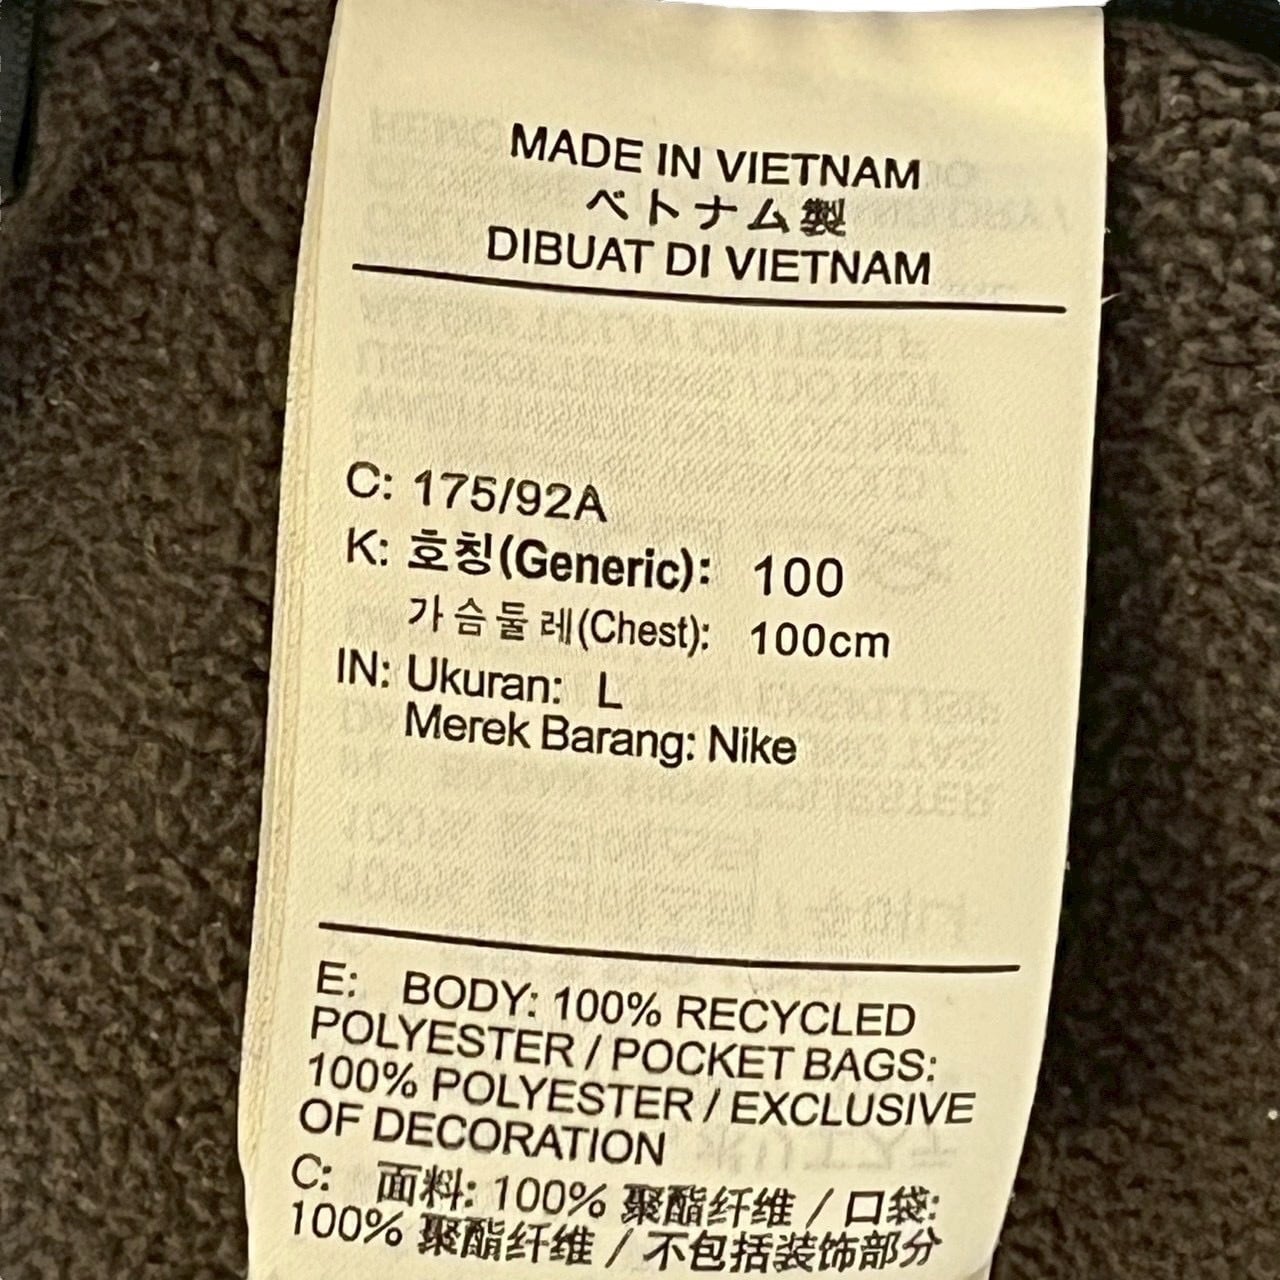 MADE IN VIETNAM
ベトナム製
DIBUAT DI VIETNAM
C: 175/92A
K: 호칭(Generic): 100
가슴둘레(Chest): 100cm
IN: Ukuran: L
Merek Barang: Nike
E: BODY: 100% RECYCLED
POLYESTER / POCKET BAGS:
100% POLYESTER / EXCLUSIVE
OF DECORATION
C: 面料: 100% 聚酯纤维 / 口袋:
100% 聚酯纤维 / 不包括装饰部分